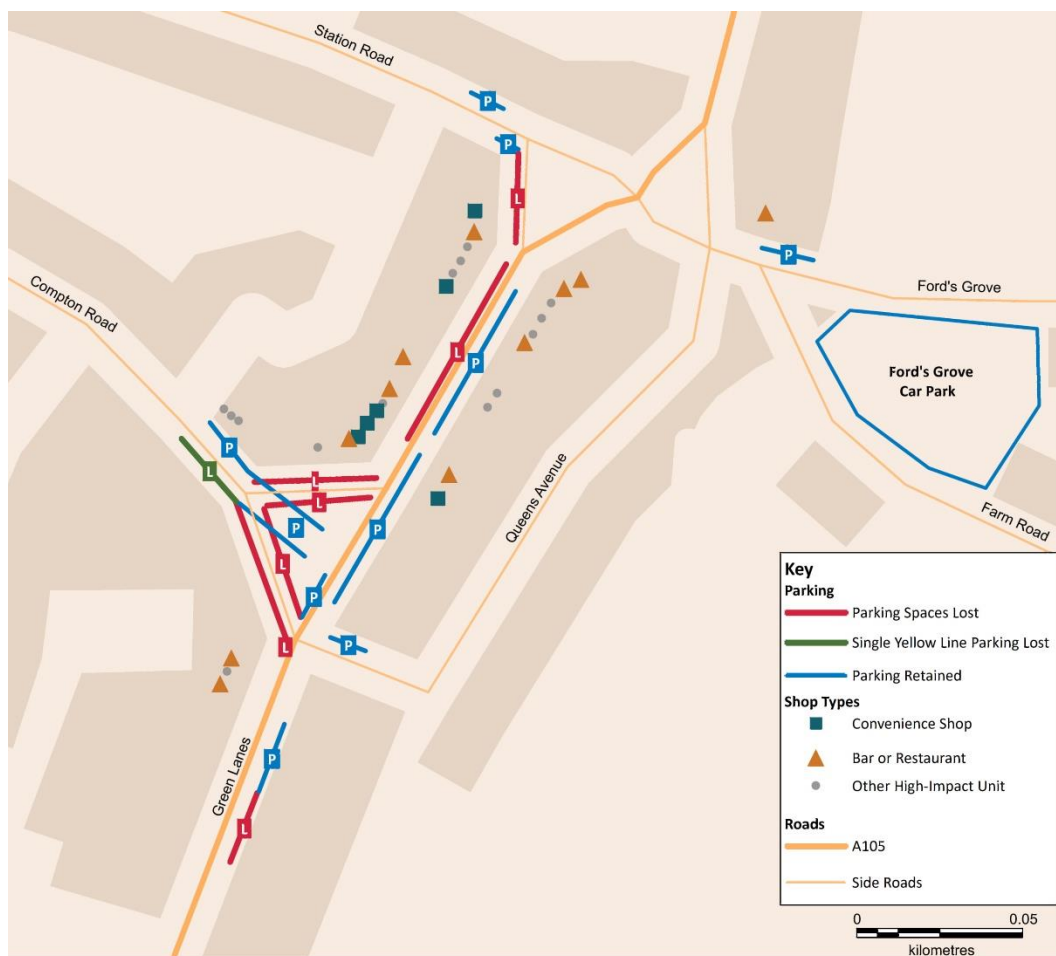 Station Road
P
P
L
Compton Road
P
Ford's Grove
L
P
Ford's Grove
Car Park
P
L
L
L
P
P
Queens Avenue
Farm Road
L
P
L
P
P
Green Lanes
L
Key
Parking
Parking Spaces Lost
Single Yellow Line Parking Lost
Parking Retained
Shop Types
Convenience Shop
Bar or Restaurant
Other High-Impact Unit
Roads
A105
Side Roads
0 0.05
kilometres